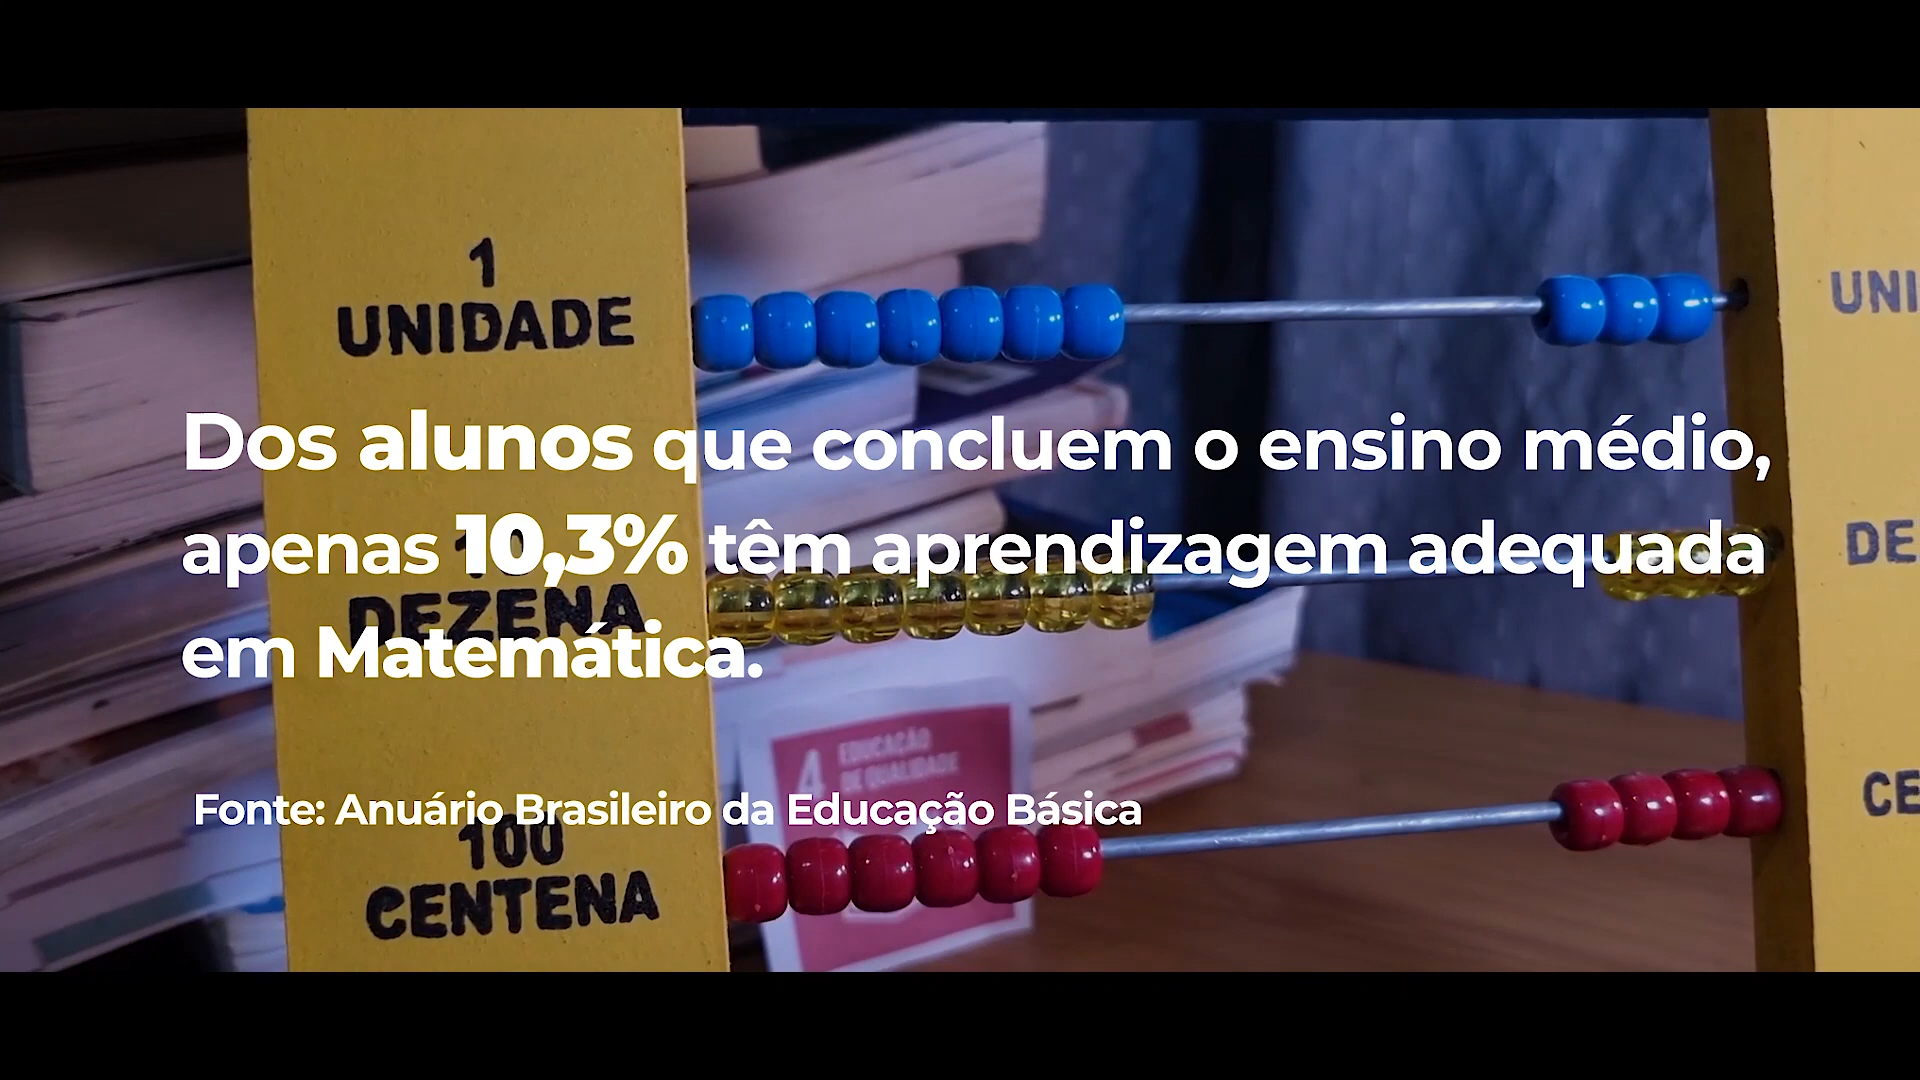 1
UNIDADE
UNI
Dos alunos que concluem o ensino médio,
apenas 10,3% têm aprendizagem adequada
DE
DEZENA
em Matemática.
4 EDUCAÇÃO
DE QUALIDADE
Fonte: Anuário Brasileiro da Educação Básica
CE
100
CENTENA